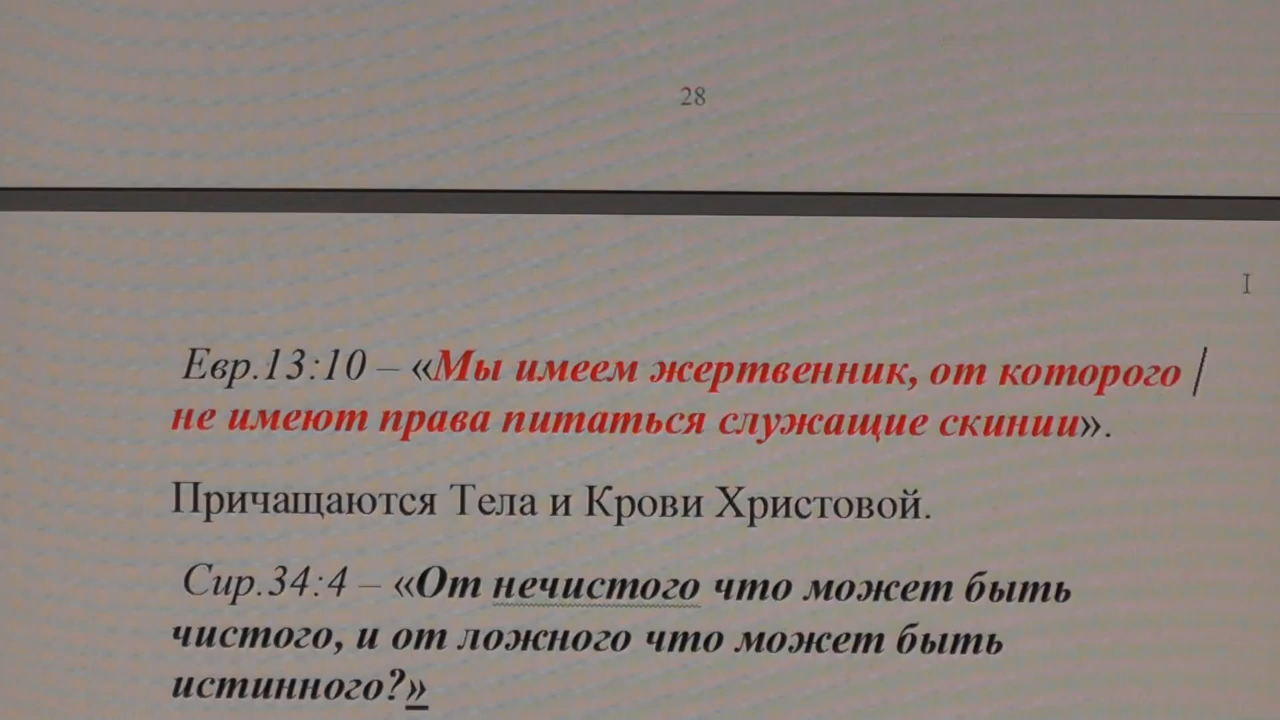 28
Евр.13:10 – «Мы имеем жертвенник, от которого
не имеют права питаться служащие скинии».
Причащаются Тела и Крови Христовой.
Сир.34:4 – «От нечистого что может быть
чистого, и от ложного что может быть
истинного?»